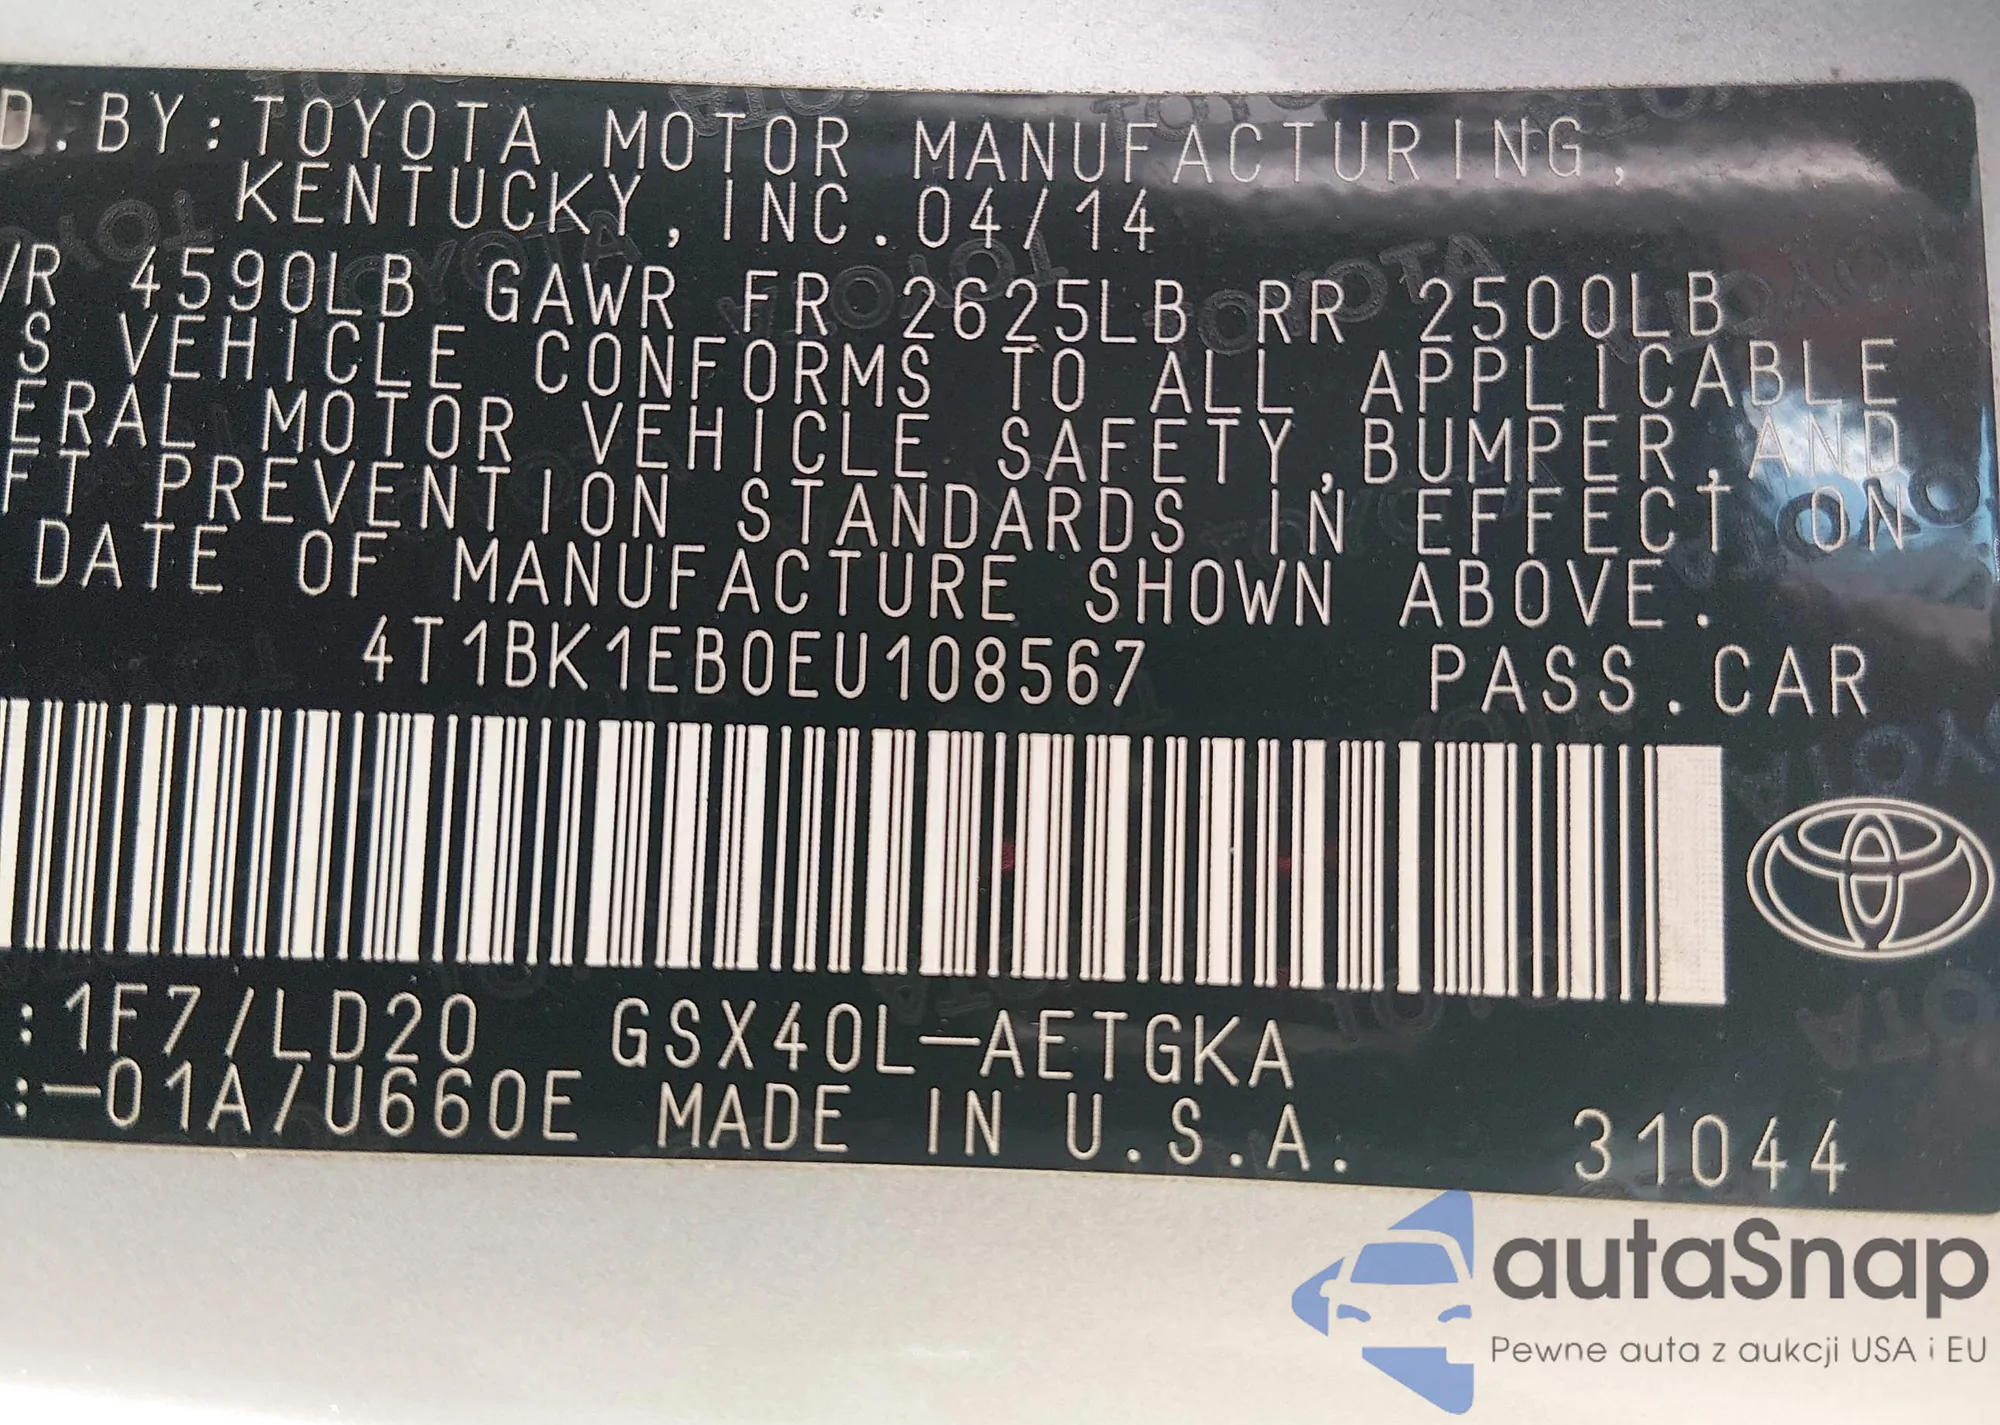 D.BY:TOYOTA MOTOR MANUFACTURING,
KENTUCKY,INC.04/14
VR 4590LB GAWR FR 2625LB RR 2500LB
S VEHICLE CONFORMS TO ALL APPLICABLE
ERAL MOTOR VEHICLE SAFETY,BUMPER,AND
FT PREVENTION STANDARDS IN EFFECT ON
DATE OF MANUFACTURE SHOWN ABOVE.
4T1BK1EB0EU108567 PASS.CAR
:1F7/LD20 GSX40L-AETGKA
:-01A/U660E MADE IN U.S.A. 31044
autaSnap
Pewne auta z aukcji USA i EU